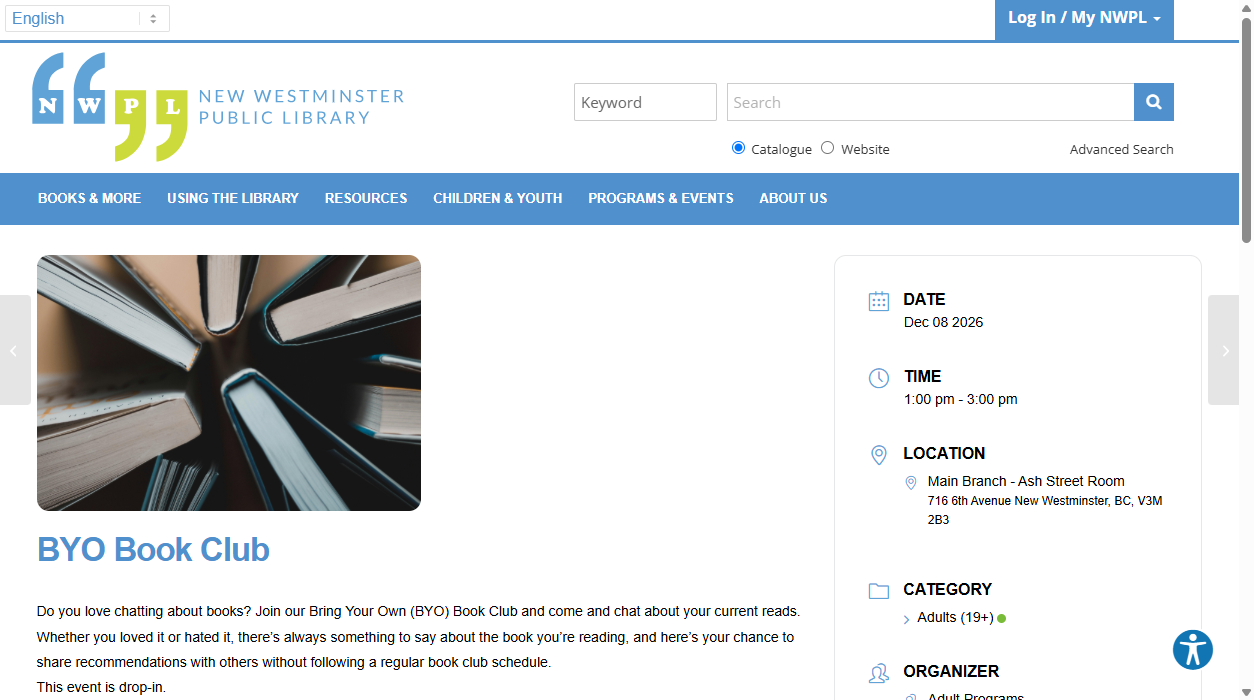 English
Log In / My NWPL
N W P L
NEW WESTMINSTER
PUBLIC LIBRARY
Keyword
Search
Catalogue
Website
Advanced Search
BOOKS & MORE
USING THE LIBRARY
RESOURCES
CHILDREN & YOUTH
PROGRAMS & EVENTS
ABOUT US
BYO Book Club
Do you love chatting about books? Join our Bring Your Own (BYO) Book Club and come and chat about your current reads.
Whether you loved it or hated it, there’s always something to say about the book you’re reading, and here’s your chance to
share recommendations with others without following a regular book club schedule.
This event is drop-in.
DATE
Dec 08 2026
TIME
1:00 pm - 3:00 pm
LOCATION
Main Branch - Ash Street Room
716 6th Avenue New Westminster, BC, V3M
2B3
CATEGORY
Adults (19+)
ORGANIZER
Adult Programs